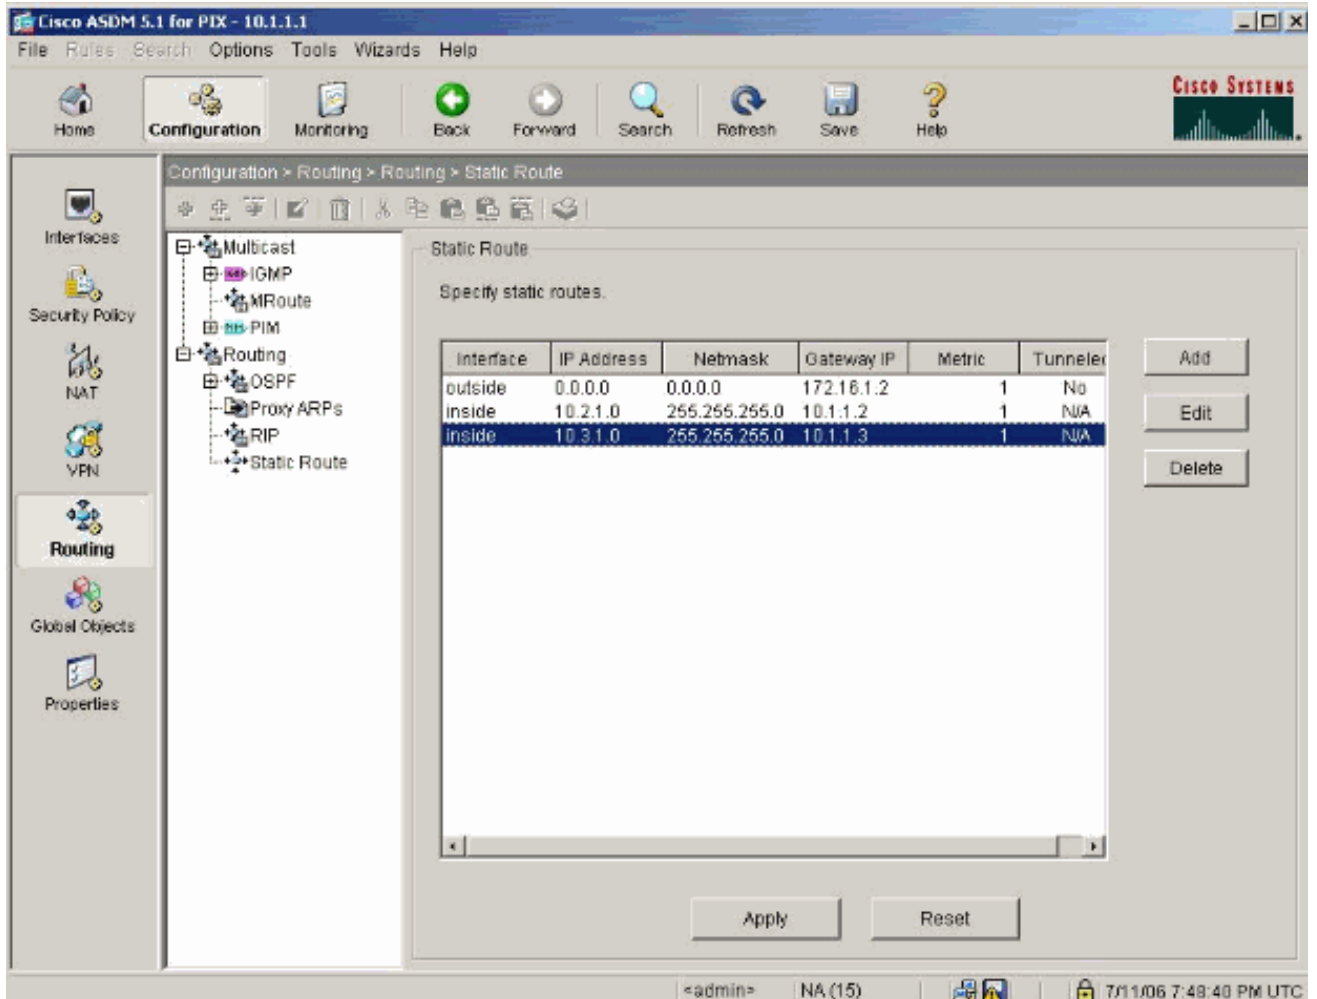 Cisco ASDM 5.1 for PIX - 10.1.1.1
File Rules Search Options Tools Wizards Help
Home Configuration Monitoring Back Forward Search Refresh Save Help
CISCO SYSTEMS
Configuration > Routing > Routing > Static Route
Interfaces
Security Policy
NAT
VPN
Routing
Global Objects
Properties
Multicast
IGMP
MRoute
PIM
Routing
OSPF
Proxy ARPs
RIP
Static Route
Static Route
Specify static routes.
Interface IP Address Netmask Gateway IP Metric Tunneled
outside 0.0.0.0 0.0.0.0 172.16.1.2 1 No
inside 10.2.1.0 255.255.255.0 10.1.1.2 1 N/A
inside 10.3.1.0 255.255.255.0 10.1.1.3 1 N/A
Add
Edit
Delete
Apply Reset
<admin> NA (15) 7/11/06 7:48:40 PM UTC